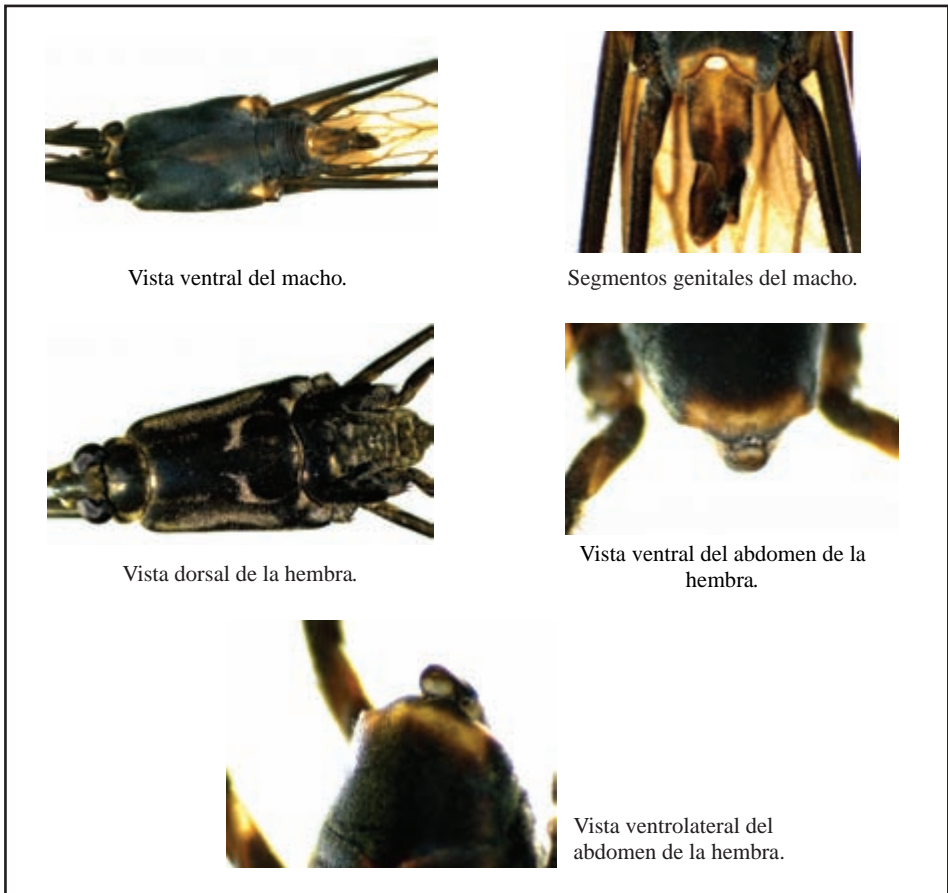 Vista ventral del macho.
Segmentos genitales del macho.
Vista dorsal de la hembra.
Vista ventral del abdomen de la
hembra.
Vista ventrolateral del
abdomen de la hembra.